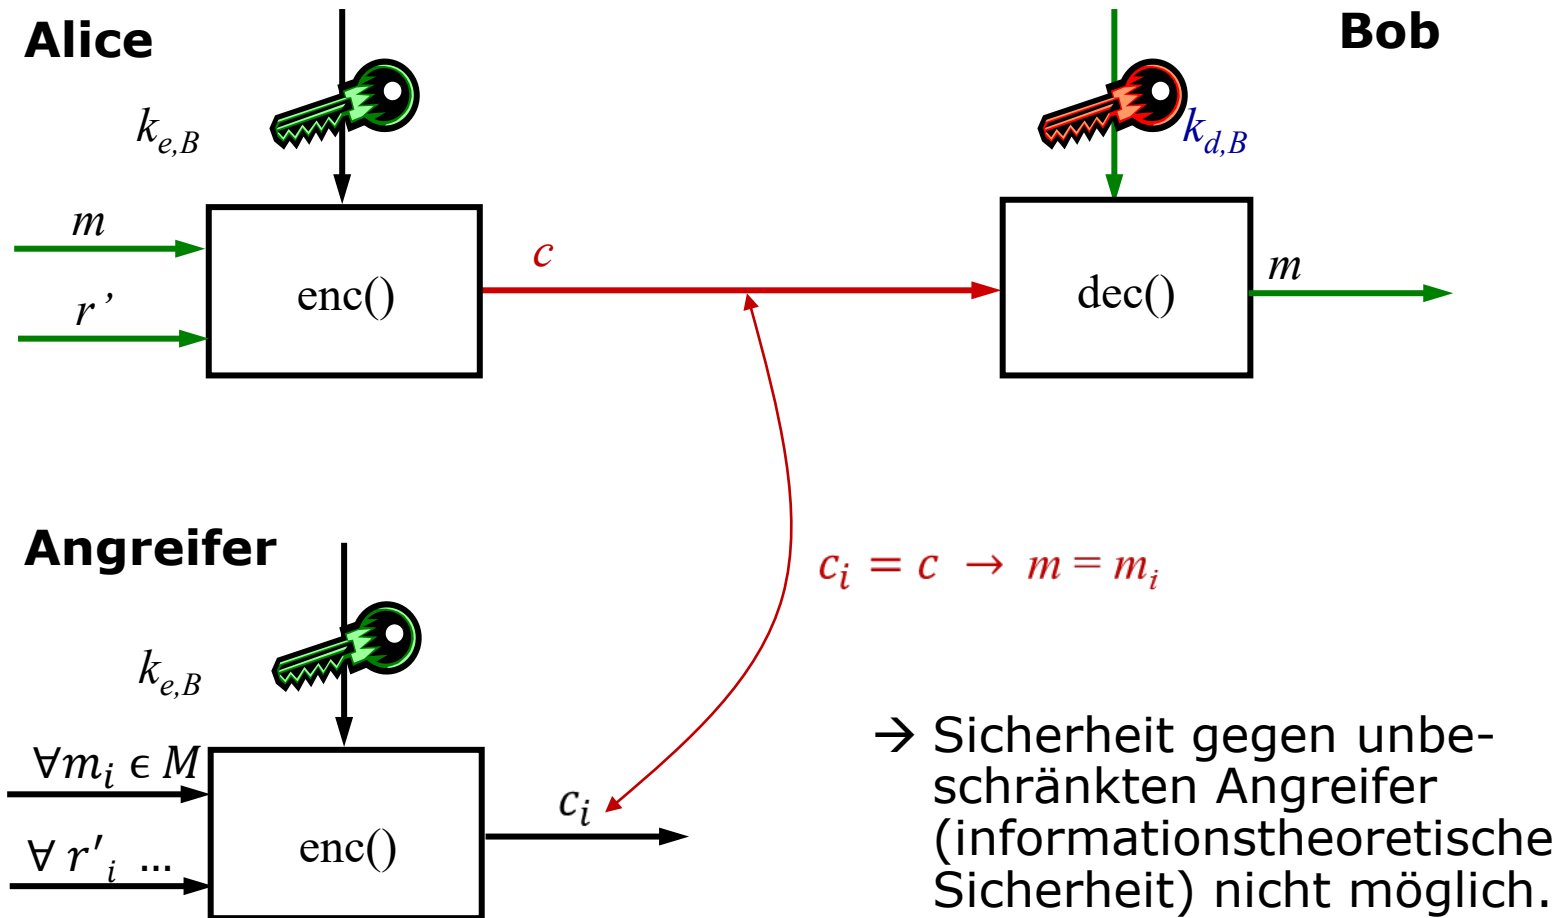 Alice
Bob
k_{e,B}
k_{d,B}
m
r’
enc()
c
dec()
m
Angreifer
c_i = c → m = m_i
k_{e,B}
∀m_i ∈ M
∀ r'_i ...
enc()
c_i
→ Sicherheit gegen unbe-
schränkten Angreifer
(informationstheoretische
Sicherheit) nicht möglich.